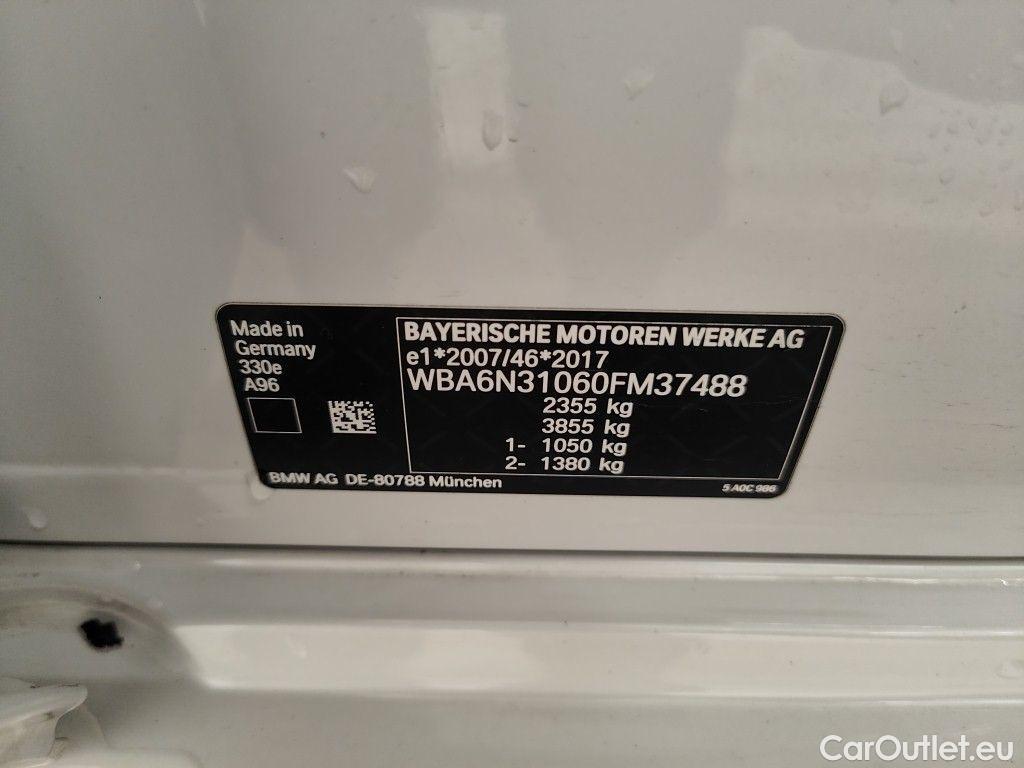 Made in
Germany
330e
A96
BAYERISCHE MOTOREN WERKE AG
e1*2007/46*2017
WBA6N31060FM37488
2355 kg
3855 kg
1- 1050 kg
2- 1380 kg
BMW AG DE-80788 München
5 A0C 986
CarOutlet.eu